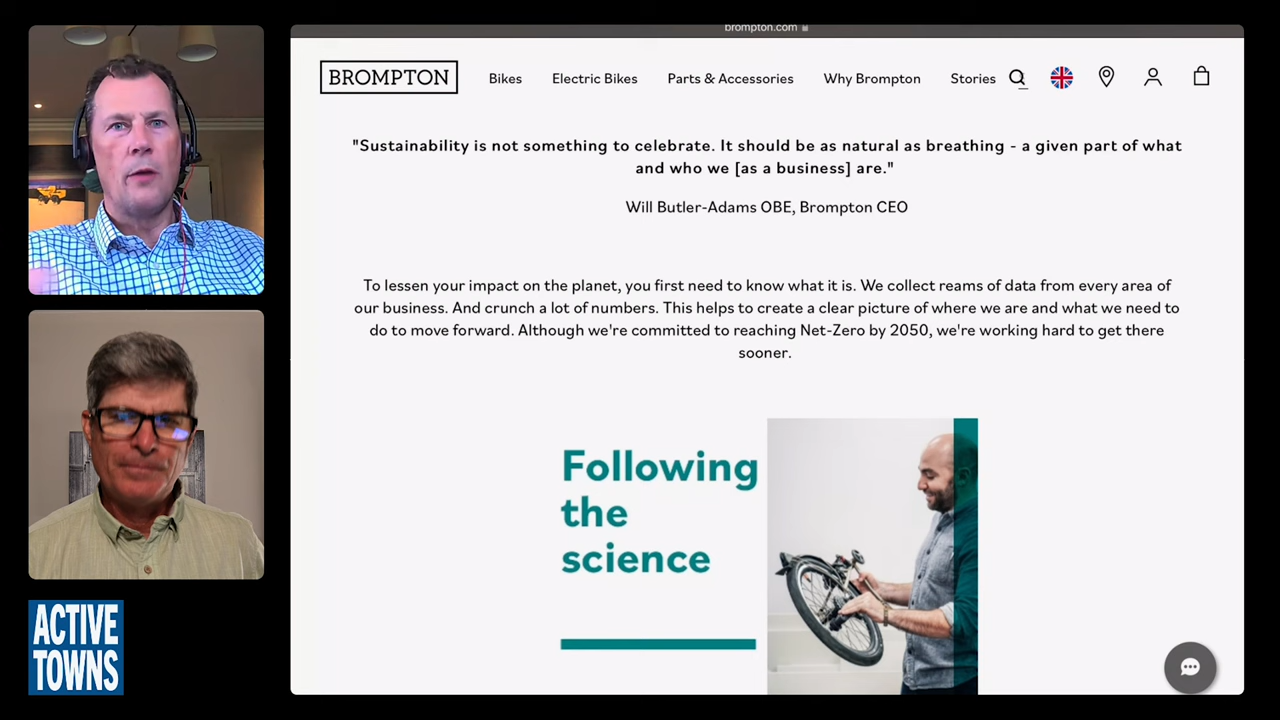 brompton.com
BROMPTON
Bikes
Electric Bikes
Parts & Accessories
Why Brompton
Stories
"Sustainability is not something to celebrate. It should be as natural as breathing - a given part of what
and who we [as a business] are."
Will Butler-Adams OBE, Brompton CEO
To lessen your impact on the planet, you first need to know what it is. We collect reams of data from every area of
our business. And crunch a lot of numbers. This helps to create a clear picture of where we are and what we need to
do to move forward. Although we're committed to reaching Net-Zero by 2050, we're working hard to get there
sooner.
Following
the
science
ACTIVE
TOWNS